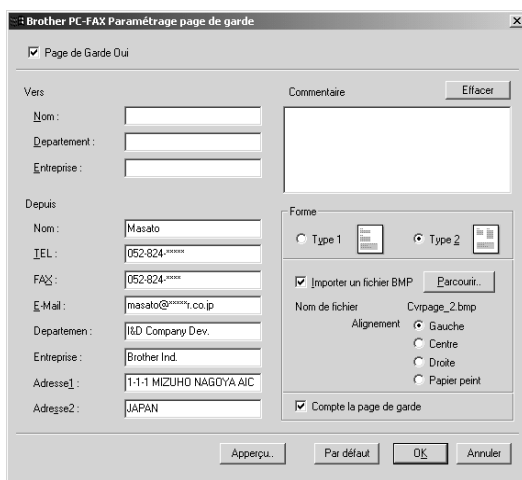 Brother PC-FAX Paramétrage page de garde
Page de Garde Oui
Vers
Nom :
Departement :
Entreprise :
Commentaire
Effacer
Depuis
Nom : Masato
TEL : 052-824-*****
FAX : 052-824-****
E-Mail : masato@*****r.co.jp
Departemen : I&D Company Dev.
Entreprise : Brother Ind.
Adresse1 : 1-1-1 MIZUHO NAGOYA AIC
Adresse2 : JAPAN
Forme
Type 1
Type 2
Importer un fichier BMP
Parcourir..
Nom de fichier Cvrpage_2.bmp
Alignement Gauche
Centre
Droite
Papier peint
Compte la page de garde
Apperçu..
Par défaut
OK
Annuler